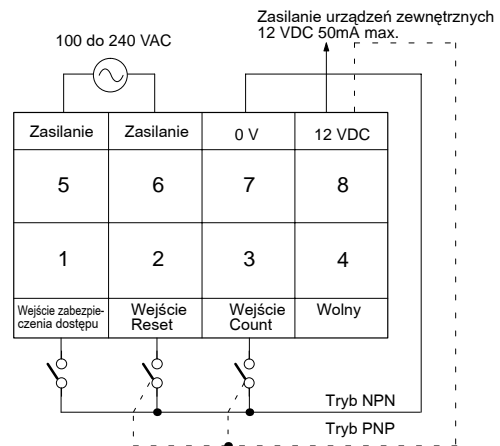 Zasilanie urządzeń zewnętrznych
12 VDC 50mA max.
100 do 240 VAC
Zasilanie Zasilanie 0 V 12 VDC
5 6 7 8
1 2 3 4
Wejście zabezpie-
czenia dostępu
Wejście
Reset
Wejście
Count
Wolny
Tryb NPN
Tryb PNP